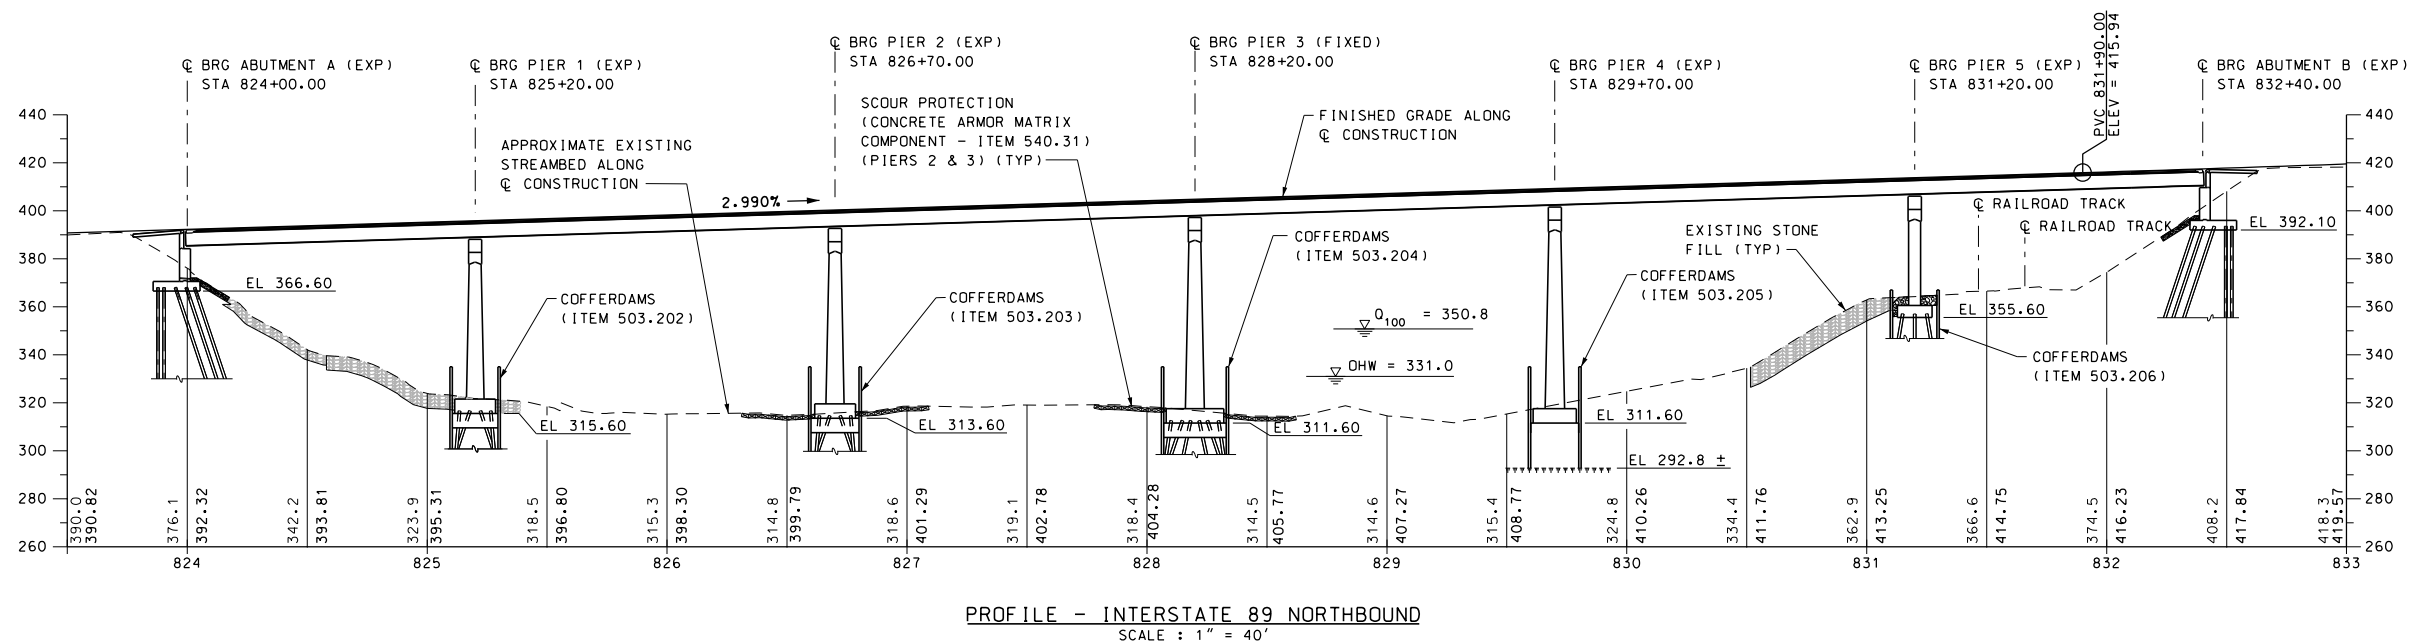 ℄ BRG ABUTMENT A (EXP)
STA 824+00.00
℄ BRG PIER 1 (EXP)
STA 825+20.00
℄ BRG PIER 2 (EXP)
STA 826+70.00
℄ BRG PIER 3 (FIXED)
STA 828+20.00
℄ BRG PIER 4 (EXP)
STA 829+70.00
℄ BRG PIER 5 (EXP)
STA 831+20.00
PVC 831+90.00
ELEV = 415.94
℄ BRG ABUTMENT B (EXP)
STA 832+40.00
SCOUR PROTECTION
(CONCRETE ARMOR MATRIX
COMPONENT - ITEM 540.31)
(PIERS 2 & 3) (TYP)
APPROXIMATE EXISTING
STREAMBED ALONG
℄ CONSTRUCTION
FINISHED GRADE ALONG
℄ CONSTRUCTION
2.990%
℄ RAILROAD TRACK
℄ RAILROAD TRACK
EXISTING STONE
FILL (TYP)
EL 392.10
EL 366.60
COFFERDAMS
(ITEM 503.202)
COFFERDAMS
(ITEM 503.203)
COFFERDAMS
(ITEM 503.204)
COFFERDAMS
(ITEM 503.205)
COFFERDAMS
(ITEM 503.206)
Q100 = 350.8
OHW = 331.0
EL 355.60
EL 315.60
EL 313.60
EL 311.60
EL 311.60
EL 292.8 ±
440
420
400
380
360
340
320
300
280
260
440
420
400
380
360
340
320
300
280
260
390.0
390.82
376.1
392.32
342.2
393.81
323.9
395.31
318.5
396.80
315.3
398.30
314.8
399.79
318.6
401.29
319.1
402.78
318.4
404.28
314.5
405.77
314.6
407.27
315.4
408.77
324.8
410.26
334.4
411.76
362.9
413.25
366.6
414.75
374.5
416.23
408.2
417.84
418.3
419.57
824
825
826
827
828
829
830
831
832
833
PROFILE - INTERSTATE 89 NORTHBOUND
SCALE : 1" = 40'